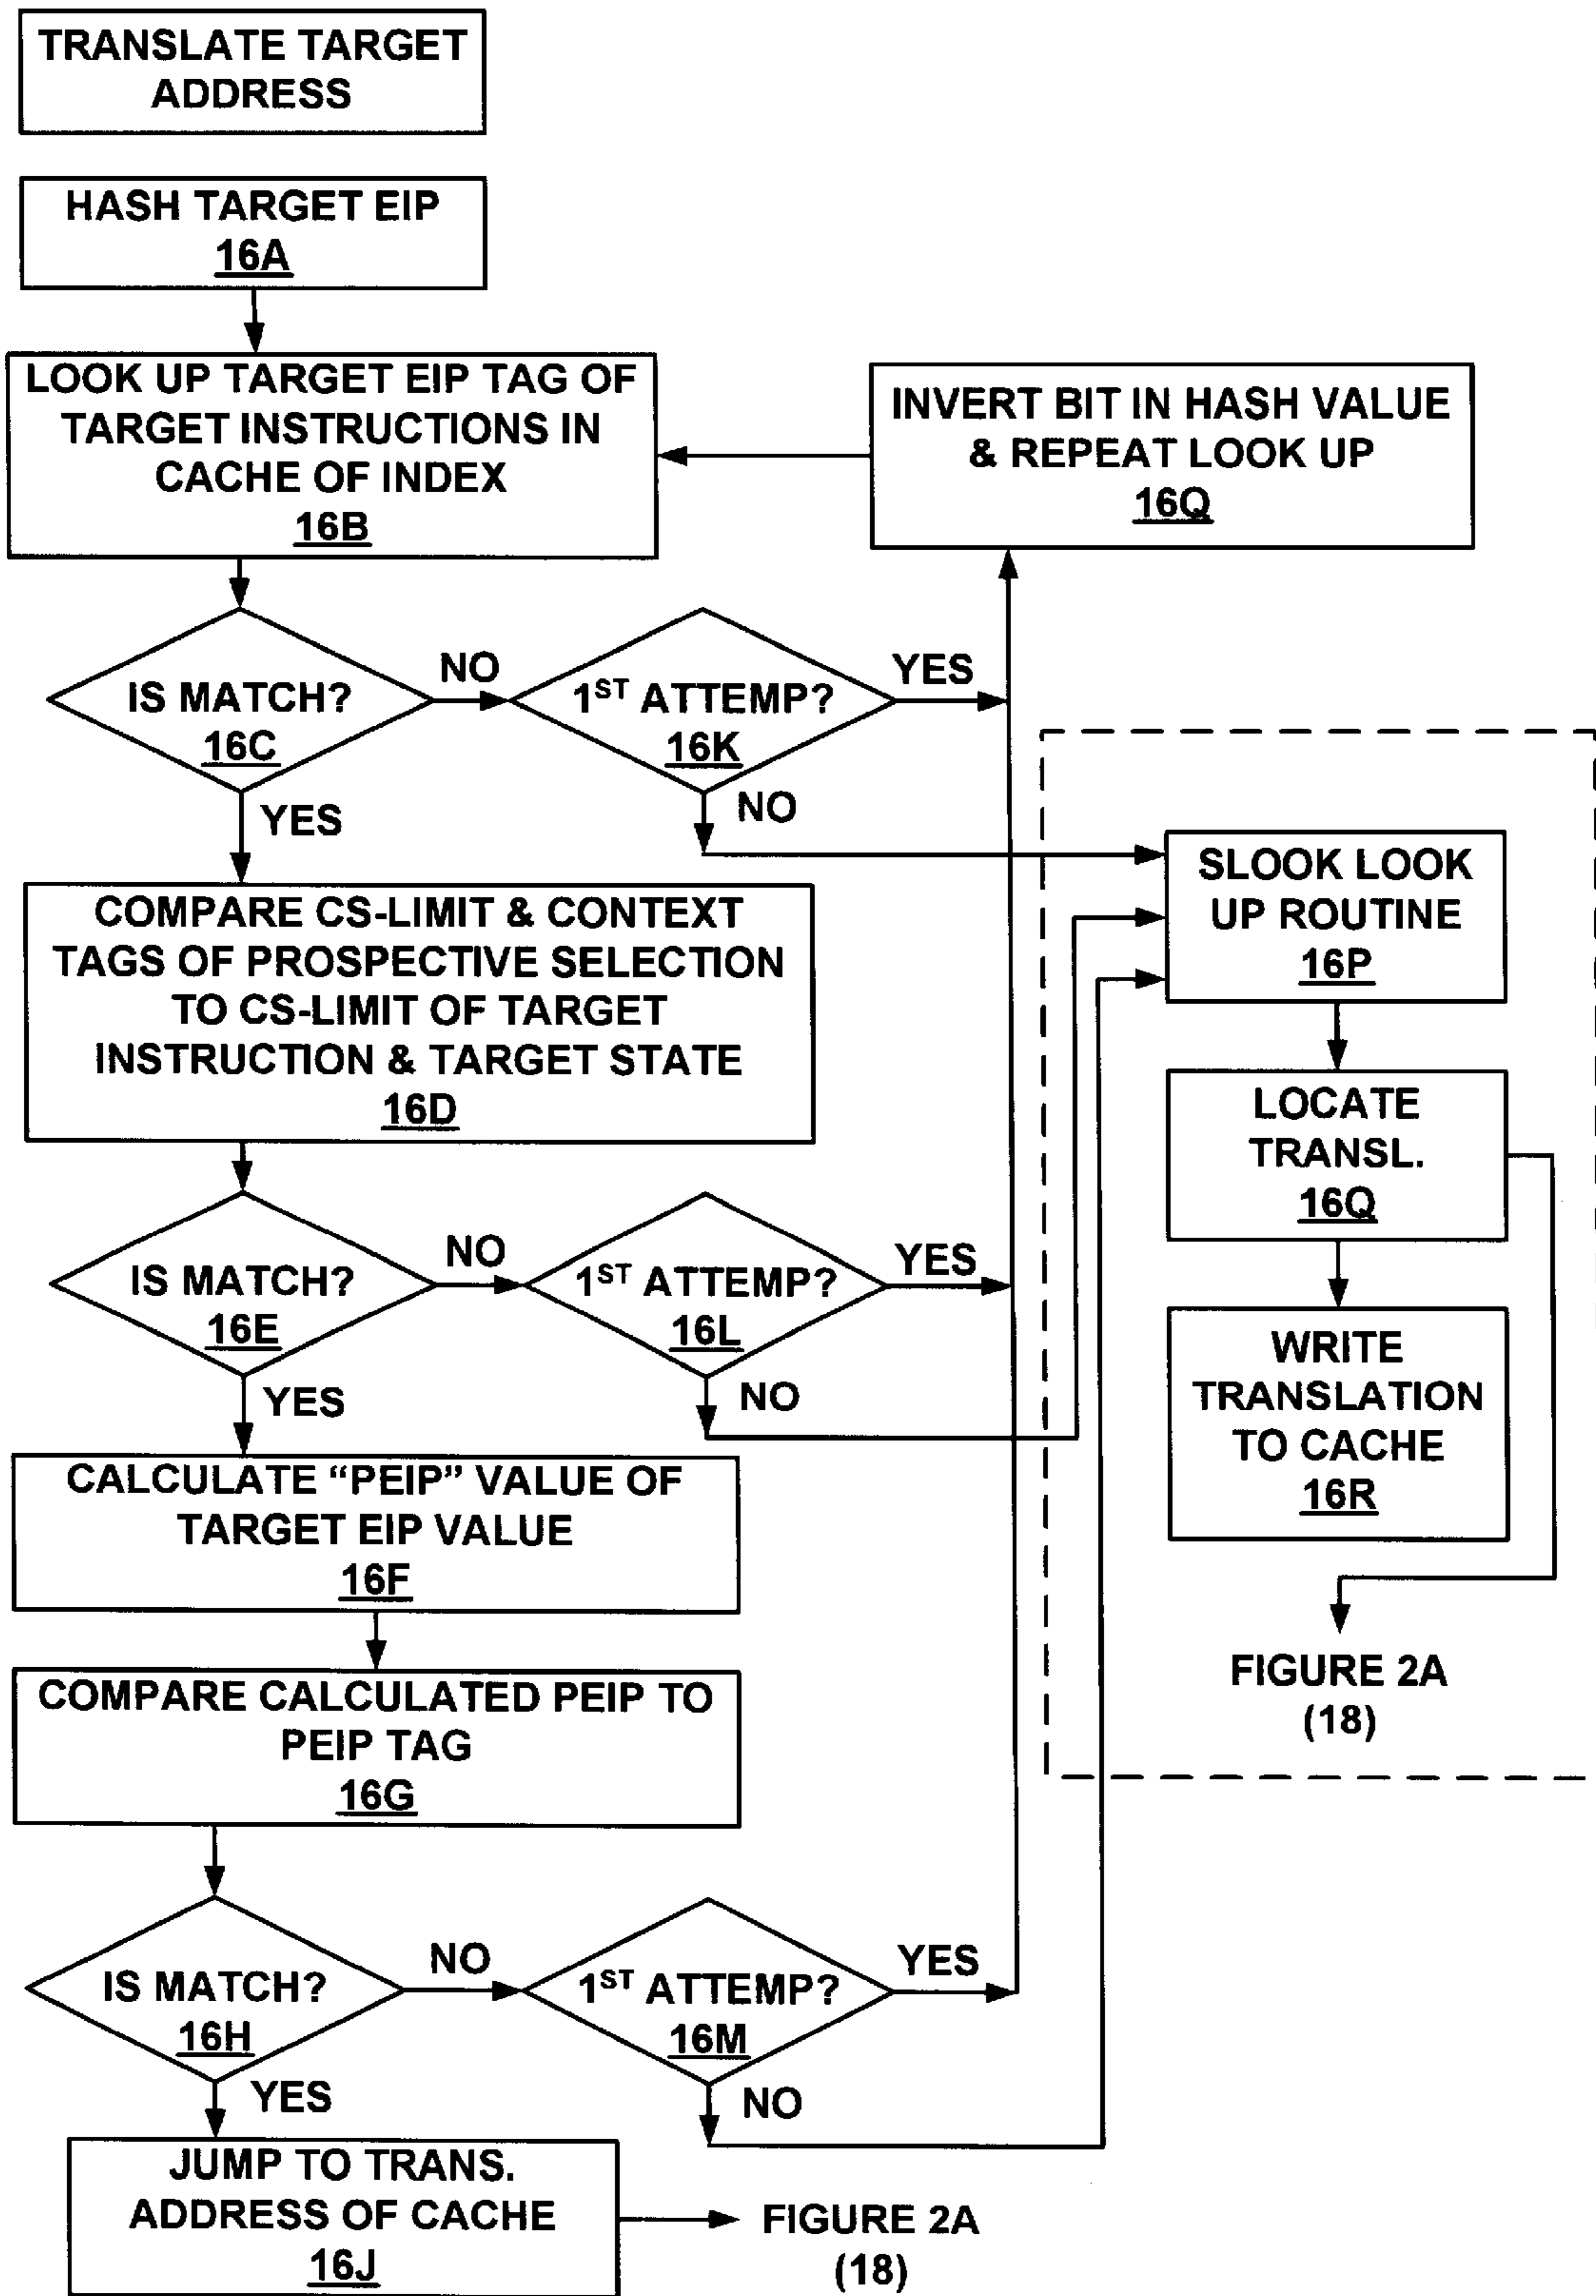 TRANSLATE TARGET
ADDRESS
HASH TARGET EIP
16A
LOOK UP TARGET EIP TAG OF
TARGET INSTRUCTIONS IN
CACHE OF INDEX
16B
INVERT BIT IN HASH VALUE
& REPEAT LOOK UP
16Q
IS MATCH?
16C
NO
1ST ATTEMP?
16K
YES
YES
NO
COMPARE CS-LIMIT & CONTEXT
TAGS OF PROSPECTIVE SELECTION
TO CS-LIMIT OF TARGET
INSTRUCTION & TARGET STATE
16D
SLOOK LOOK
UP ROUTINE
16P
LOCATE
TRANSL.
16Q
IS MATCH?
16E
NO
1ST ATTEMP?
16L
YES
YES
NO
WRITE
TRANSLATION
TO CACHE
16R
CALCULATE “PEIP” VALUE OF
TARGET EIP VALUE
16F
COMPARE CALCULATED PEIP TO
PEIP TAG
16G
FIGURE 2A
(18)
IS MATCH?
16H
NO
1ST ATTEMP?
16M
YES
YES
NO
JUMP TO TRANS.
ADDRESS OF CACHE
16J
FIGURE 2A
(18)